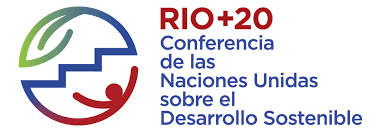 RIO+20
Conferencia
de las
Naciones Unidas
sobre el
Desarrollo Sostenible